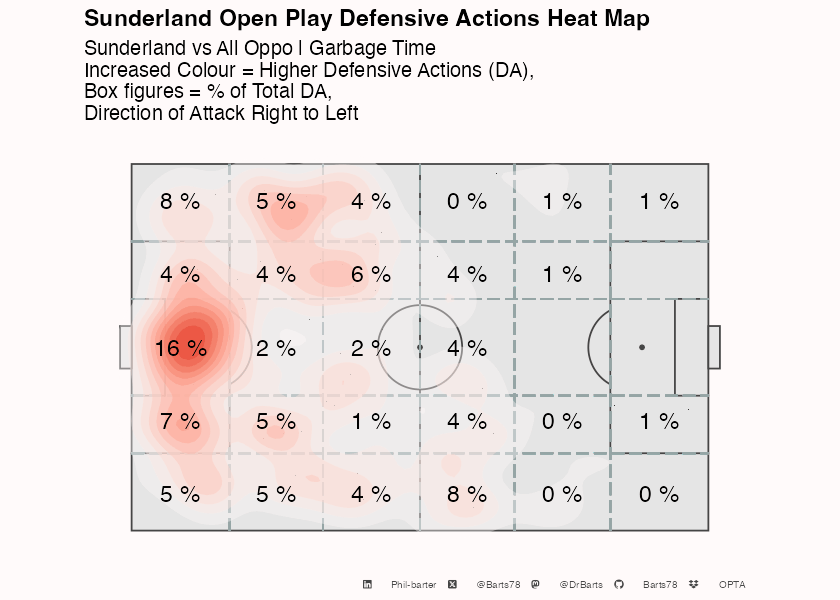 Sunderland Open Play Defensive Actions Heat Map
Sunderland vs All Oppo | Garbage Time
Increased Colour = Higher Defensive Actions (DA),
Box figures = % of Total DA,
Direction of Attack Right to Left
8 % 5 % 4 % 0 % 1 % 1 %
4 % 4 % 6 % 4 % 1 %
16 % 2 % 2 % 4 %
7 % 5 % 1 % 4 % 0 % 1 %
5 % 5 % 4 % 8 % 0 % 0 %
Phil-barter @Barts78 @DrBarts Barts78 OPTA